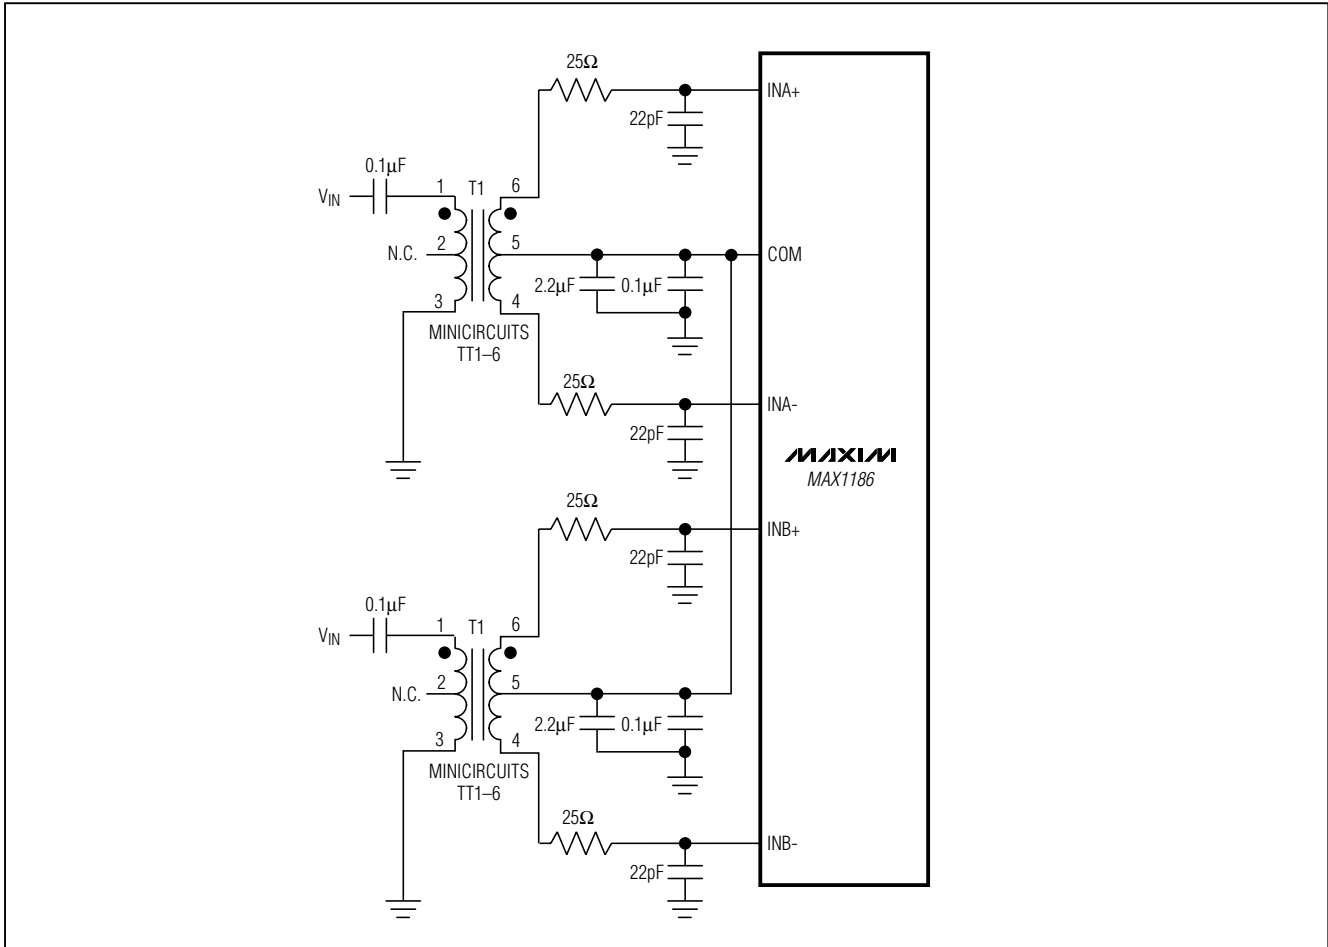 25Ω
INA+
22pF
0.1µF
VIN
1
T1
6
N.C.
2
5
COM
2.2µF
0.1µF
3
4
MINICIRCUITS
TT1–6
25Ω
INA-
22pF
MAXIM
MAX1186
25Ω
INB+
22pF
0.1µF
VIN
1
T1
6
N.C.
2
5
2.2µF
0.1µF
3
4
MINICIRCUITS
TT1–6
25Ω
INB-
22pF